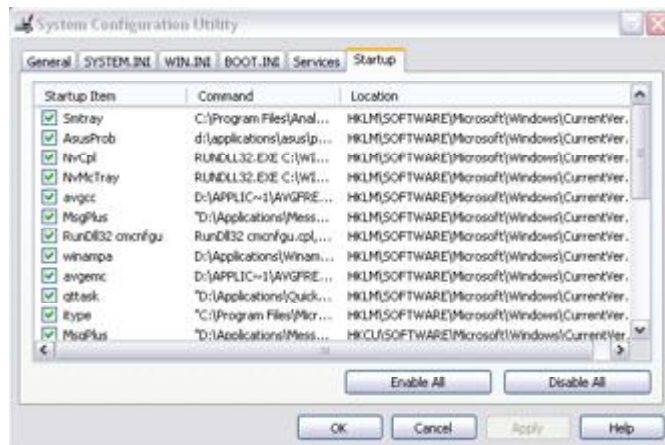 System Configuration Utility
General SYSTEM.INI WIN.INI BOOT.INI Services Startup
Startup Item Command Location
Smtray C:\Program Files\Anal... HKLM\SOFTWARE\Microsoft\Windows\CurrentVer.
AsusProb d:\applications\asus\p... HKLM\SOFTWARE\Microsoft\Windows\CurrentVer.
NvCpl RUNDLL32.EXE C:\WI... HKLM\SOFTWARE\Microsoft\Windows\CurrentVer.
NvMcTray RUNDLL32.EXE C:\WI... HKLM\SOFTWARE\Microsoft\Windows\CurrentVer.
avgcc D:\APPLIC~1\AVGFRE... HKLM\SOFTWARE\Microsoft\Windows\CurrentVer.
MsgPlus "D:\Applications\Mess... HKLM\SOFTWARE\Microsoft\Windows\CurrentVer.
RunDll32 cmcnfgu RunDll32 cmcnfgu.cpl,... HKLM\SOFTWARE\Microsoft\Windows\CurrentVer.
winampa D:\Applications\Winam... HKLM\SOFTWARE\Microsoft\Windows\CurrentVer.
avgemc D:\APPLIC~1\AVGFRE... HKLM\SOFTWARE\Microsoft\Windows\CurrentVer.
qttask "D:\Applications\Quick... HKLM\SOFTWARE\Microsoft\Windows\CurrentVer.
itype "C:\Program Files\Micr... HKLM\SOFTWARE\Microsoft\Windows\CurrentVer.
MsgPlus "D:\Applications\Mess... HKCU\SOFTWARE\Microsoft\Windows\CurrentVer.
Enable All Disable All
OK Cancel Apply Help